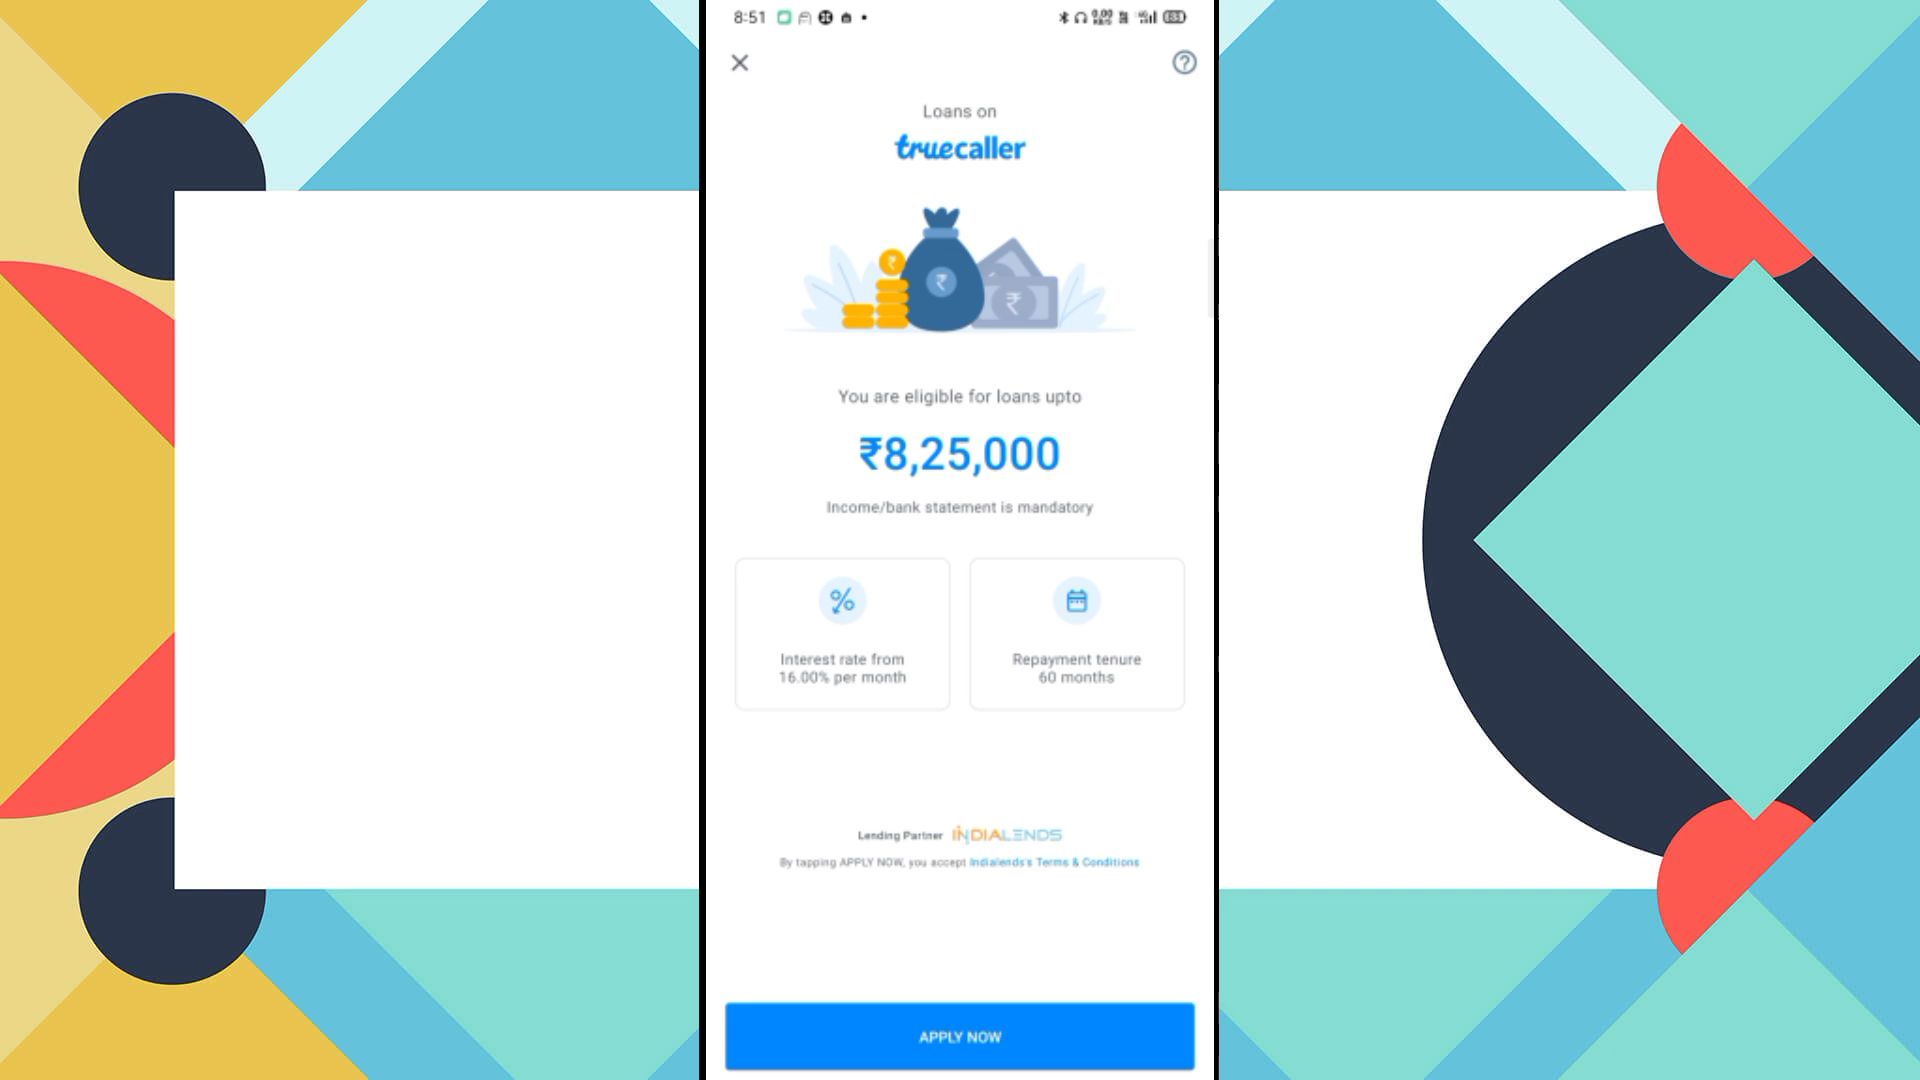 8:51
Loans on
truecaller
You are eligible for loans upto
₹8,25,000
Income/bank statement is mandatory
Interest rate from
16.00% per month
Repayment tenure
60 months
Lending Partner INDIALENDS
By tapping APPLY NOW, you accept Indialends's Terms & Conditions
APPLY NOW